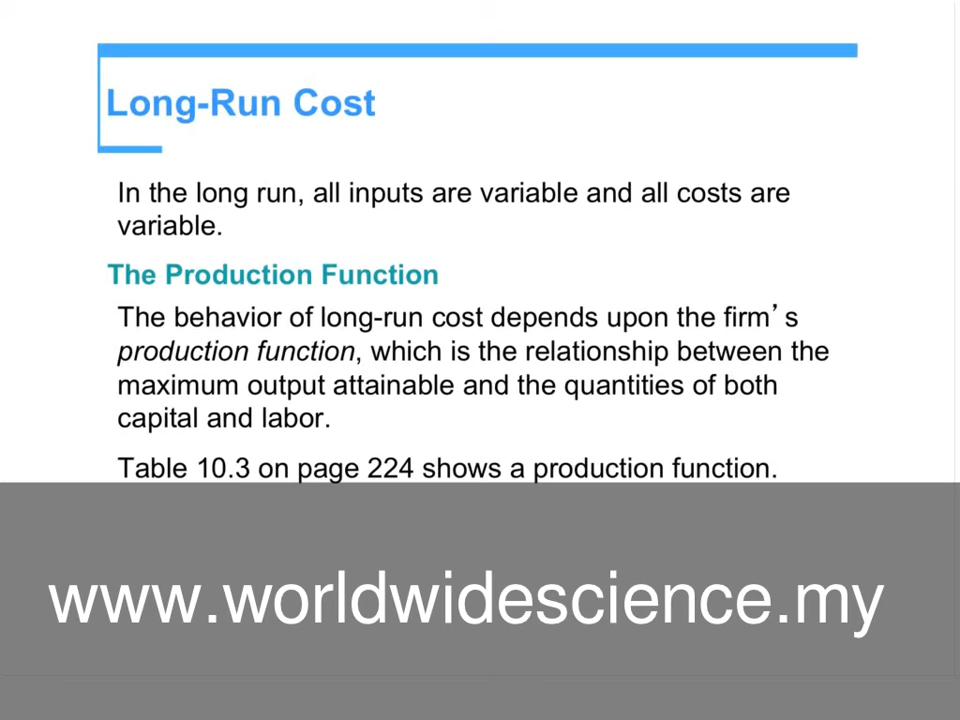 Long-Run Cost
In the long run, all inputs are variable and all costs are
variable.
The Production Function
The behavior of long-run cost depends upon the firm’s
production function, which is the relationship between the
maximum output attainable and the quantities of both
capital and labor.
Table 10.3 on page 224 shows a production function.
www.worldwidescience.my